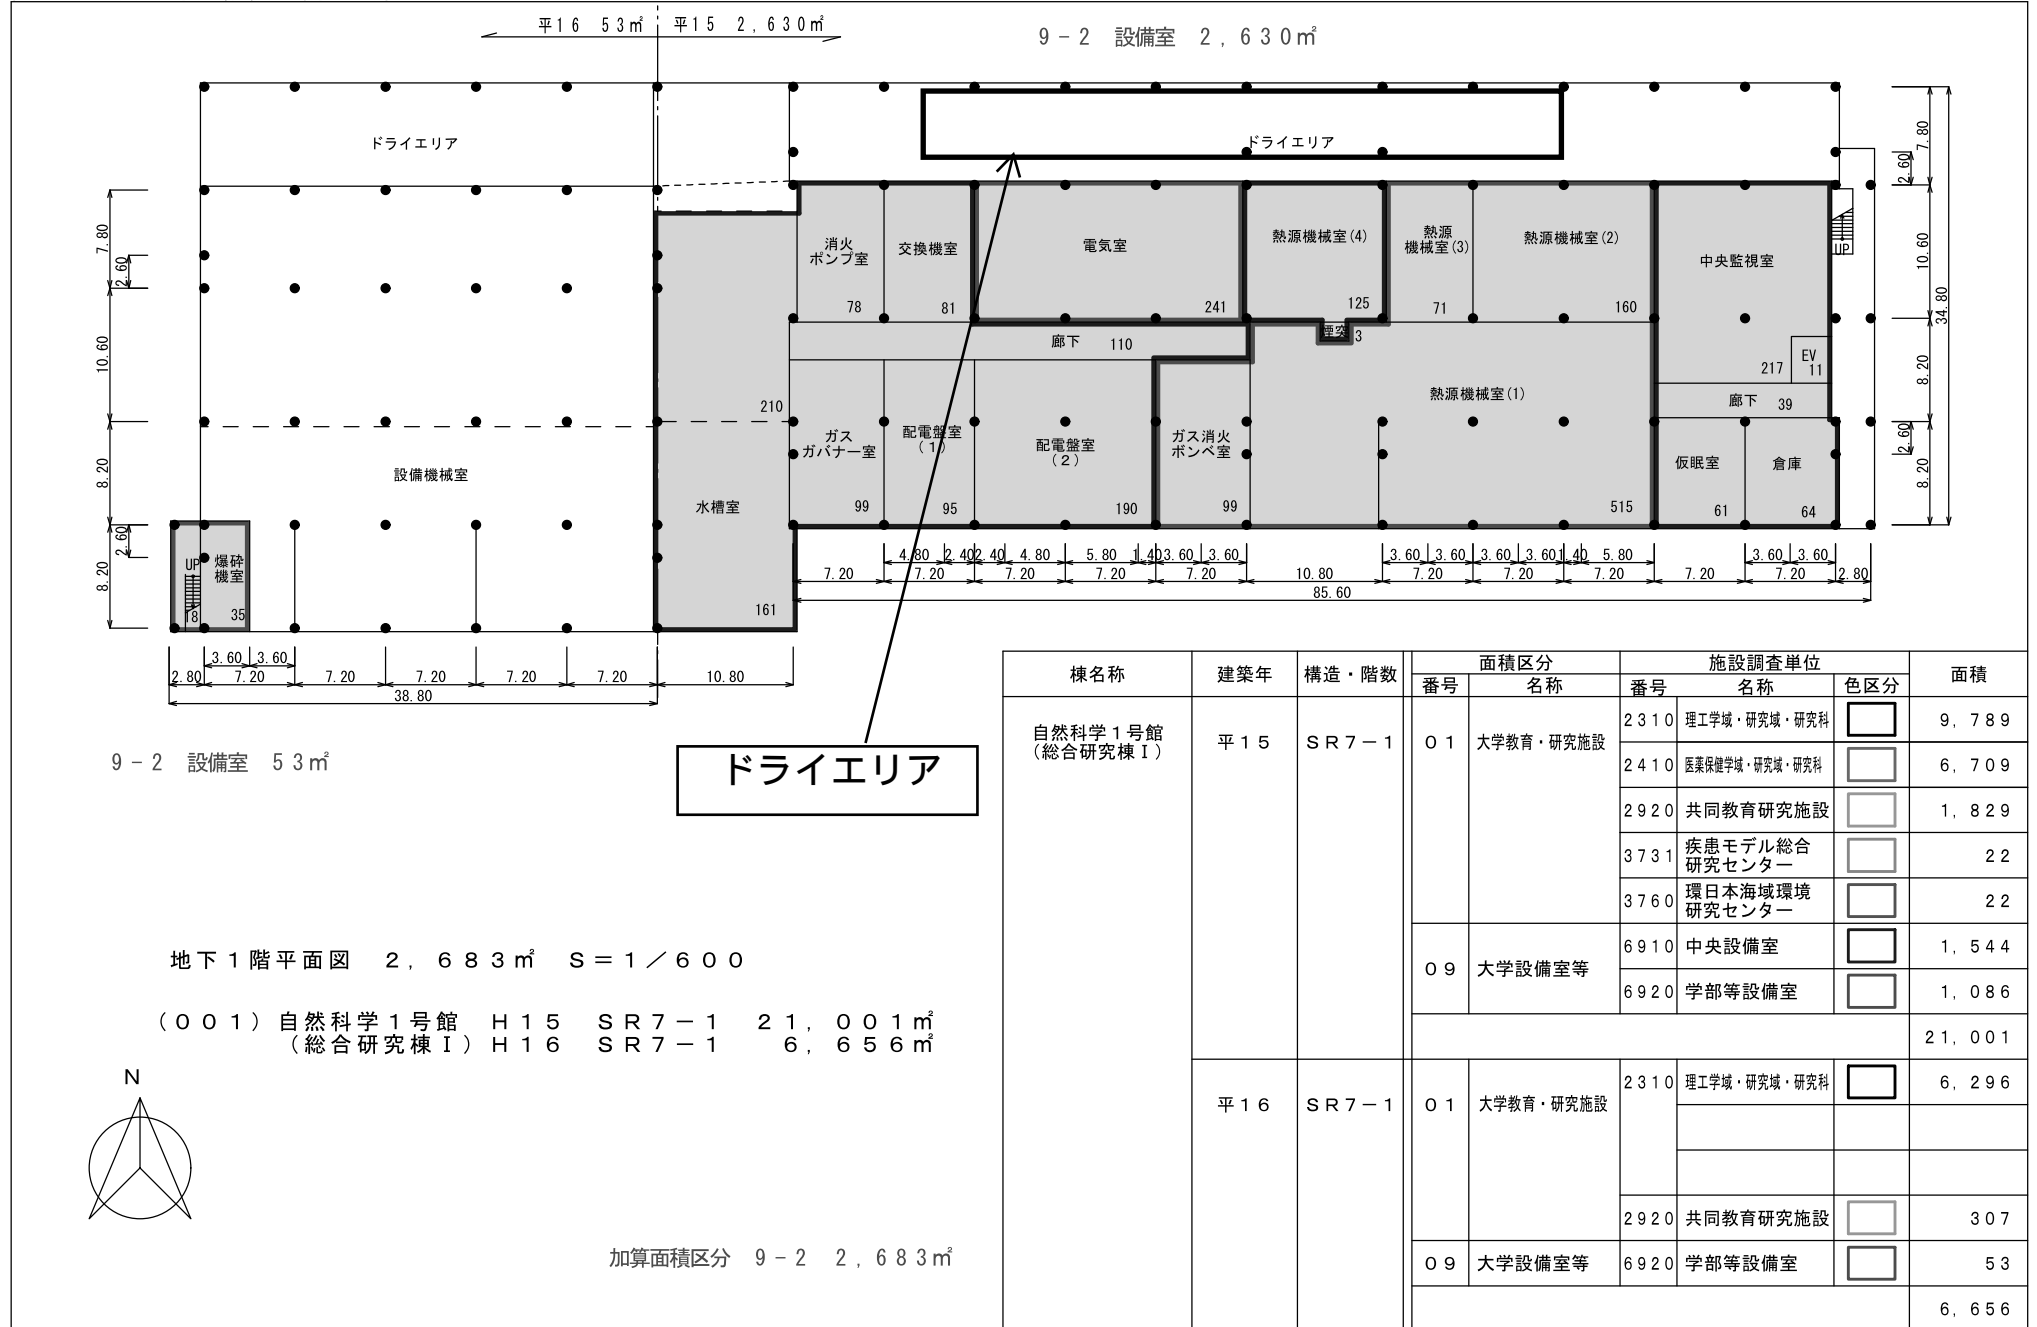 平16 53㎡ 平15 2,630㎡
9-2 設備室 2,630㎡
ドライエリア
ドライエリア
消火
ポンプ室
78
交換機室
81
電気室
241
熱源機械室(4)
125
熱源
機械室(3)
71
熱源機械室(2)
160
中央監視室
217
UP
煙突 3
廊下 110
EV
11
廊下 39
210
熱源機械室(1)
515
ガス
ガバナー室
99
配電盤室
(1)
95
配電盤室
(2)
190
ガス消火
ボンベ室
99
仮眠室
61
倉庫
64
設備機械室
水槽室
161
UP
18
爆砕
機室
35
7.80
2.60
10.60
8.20
2.60
8.20
7.80
2.60
10.60
34.80
8.20
2.60
8.20
4.80 2.40 2.40 4.80 5.80 1.40 3.60 3.60 3.60 3.60 3.60 3.60 1.40 5.80 3.60 3.60
7.20 7.20 7.20 7.20 7.20 10.80 7.20 7.20 7.20 7.20 7.20 2.80
85.60
3.60 3.60
2.80 7.20 7.20 7.20 7.20 7.20 10.80
38.80
9-2 設備室 53㎡
ドライエリア
地下1階平面図 2,683㎡ S=1/600
(001)自然科学1号館 H15 SR7-1 21,001㎡
(総合研究棟Ⅰ)H16 SR7-1 6,656㎡
N
加算面積区分 9-2 2,683㎡
棟名称 建築年 構造・階数 面積区分 施設調査単位 面積
番号 名称 番号 名称 色区分
自然科学1号館
(総合研究棟Ⅰ)
平15 SR7-1 01 大学教育・研究施設
2310 理工学域・研究域・研究科 9,789
2410 医薬保健学域・研究域・研究科 6,709
2920 共同教育研究施設 1,829
3731 疾患モデル総合
研究センター 22
3760 環日本海域環境
研究センター 22
09 大学設備室等
6910 中央設備室 1,544
6920 学部等設備室 1,086
21,001
平16 SR7-1 01 大学教育・研究施設
2310 理工学域・研究域・研究科 6,296
2920 共同教育研究施設 307
09 大学設備室等 6920 学部等設備室 53
6,656